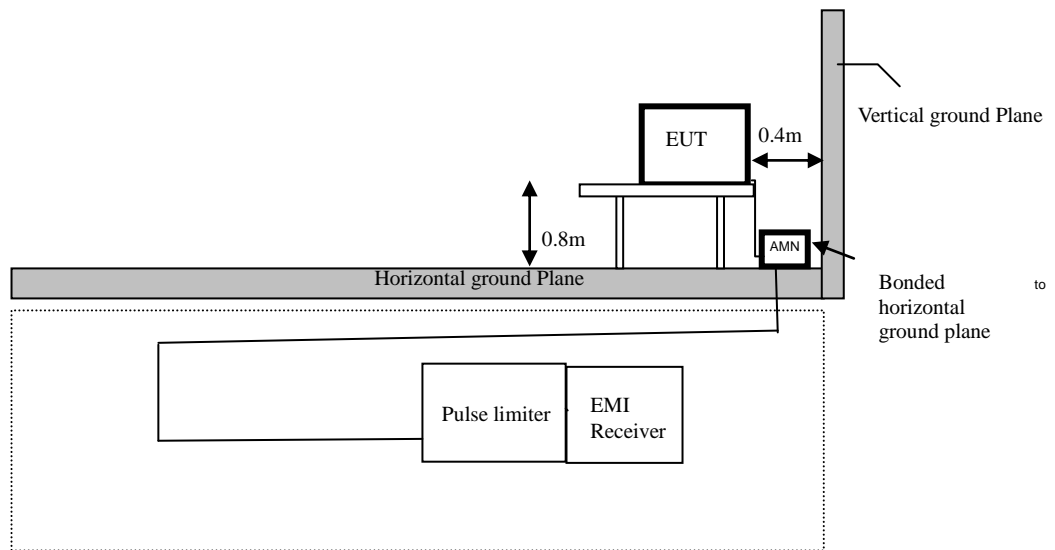 EUT
0.4m
Vertical ground Plane
0.8m
AMN
Horizontal ground Plane
Bonded to
horizontal
ground plane
Pulse limiter
EMI
Receiver